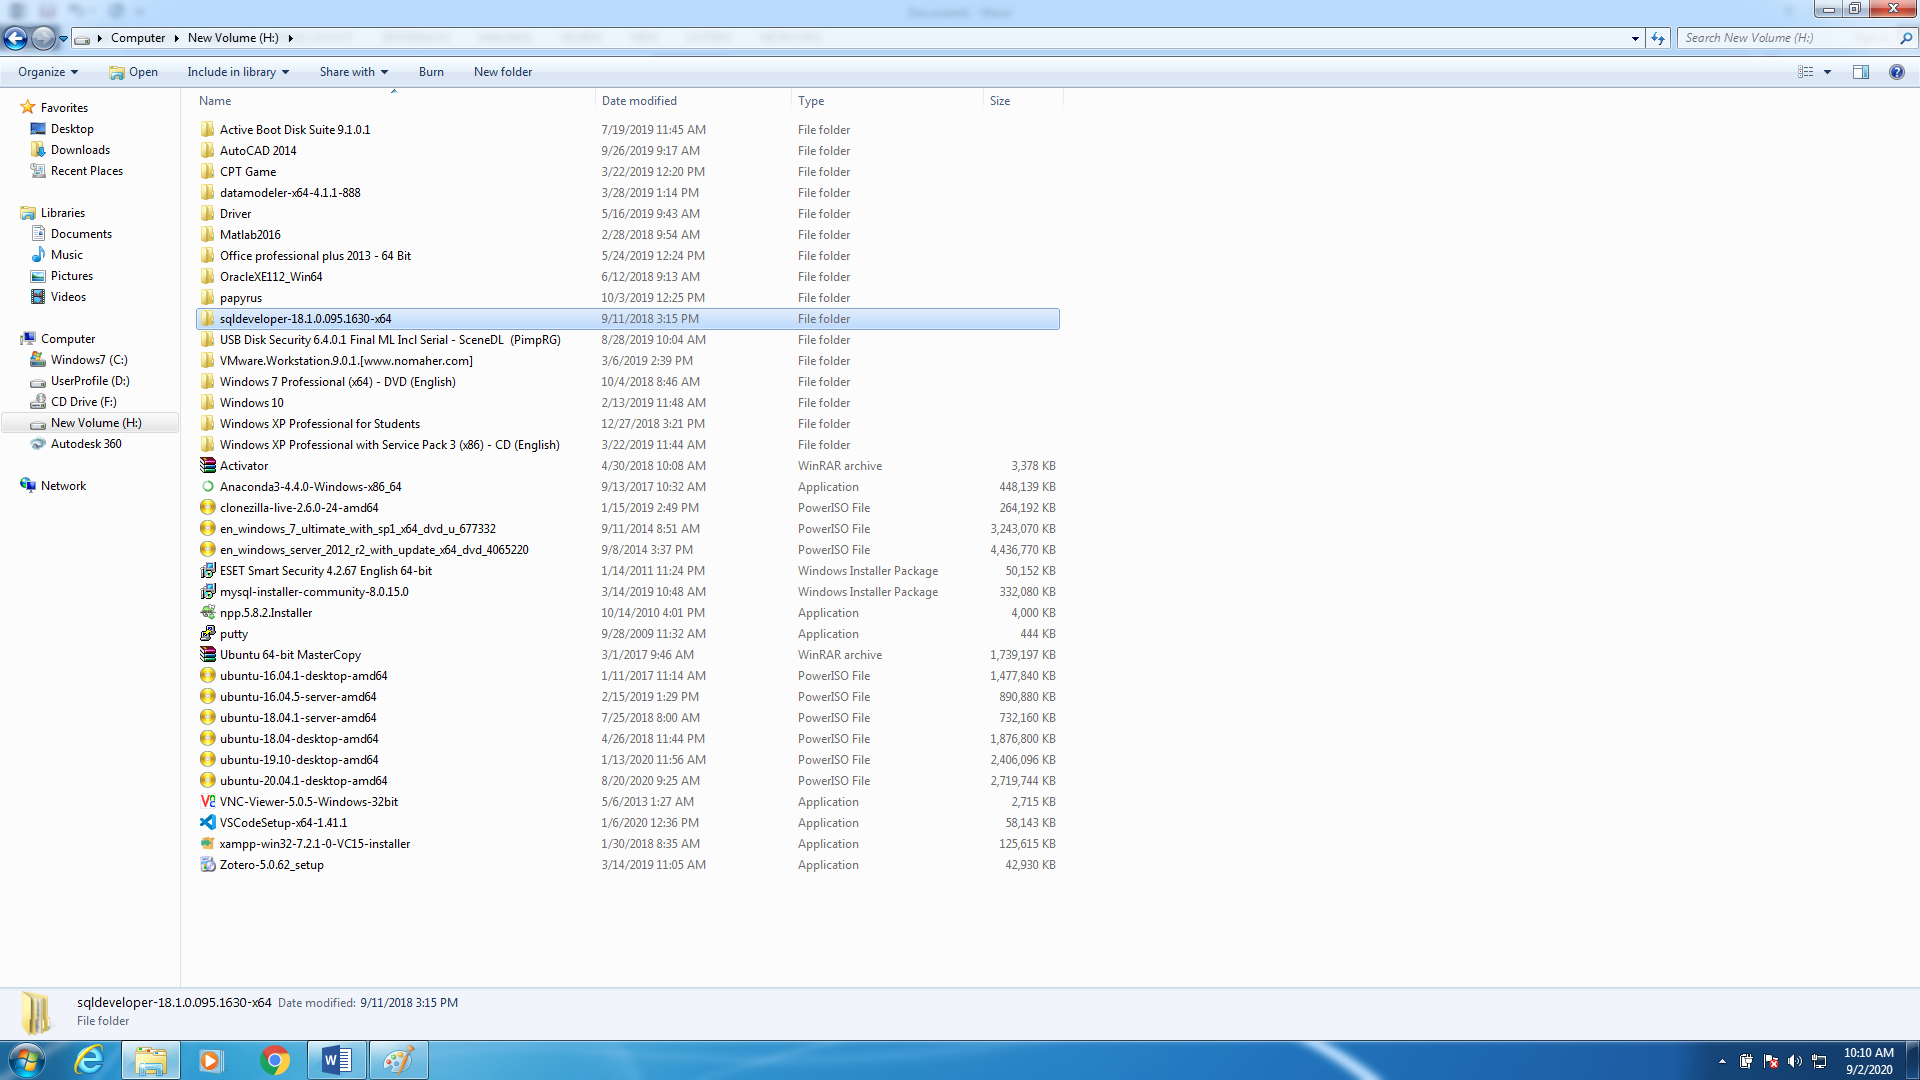 Computer New Volume (H:)
Search New Volume (H:)
Organize Open Include in library Share with Burn New folder
Name Date modified Type Size
Favorites
Desktop
Downloads
Recent Places
Libraries
Documents
Music
Pictures
Videos
Computer
Windows7 (C:)
UserProfile (D:)
CD Drive (F:)
New Volume (H:)
Autodesk 360
Network
Active Boot Disk Suite 9.1.0.1 7/19/2019 11:45 AM File folder
AutoCAD 2014 9/26/2019 9:17 AM File folder
CPT Game 3/22/2019 12:20 PM File folder
datamodeler-x64-4.1.1-888 3/28/2019 1:14 PM File folder
Driver 5/16/2019 9:43 AM File folder
Matlab2016 2/28/2018 9:54 AM File folder
Office professional plus 2013 - 64 Bit 5/24/2019 12:24 PM File folder
OracleXE112_Win64 6/12/2018 9:13 AM File folder
papyrus 10/3/2019 12:25 PM File folder
sqldeveloper-18.1.0.095.1630-x64 9/11/2018 3:15 PM File folder
USB Disk Security 6.4.0.1 Final ML Incl Serial - SceneDL (PimpRG) 8/28/2019 10:04 AM File folder
VMware.Workstation.9.0.1.[www.nomaher.com] 3/6/2019 2:39 PM File folder
Windows 7 Professional (x64) - DVD (English) 10/4/2018 8:46 AM File folder
Windows 10 2/13/2019 11:48 AM File folder
Windows XP Professional for Students 12/27/2018 3:21 PM File folder
Windows XP Professional with Service Pack 3 (x86) - CD (English) 3/22/2019 11:44 AM File folder
Activator 4/30/2018 10:08 AM WinRAR archive 3,378 KB
Anaconda3-4.4.0-Windows-x86_64 9/13/2017 10:32 AM Application 448,139 KB
clonezilla-live-2.6.0-24-amd64 1/15/2019 2:49 PM PowerISO File 264,192 KB
en_windows_7_ultimate_with_sp1_x64_dvd_u_677332 9/11/2014 8:51 AM PowerISO File 3,243,070 KB
en_windows_server_2012_r2_with_update_x64_dvd_4065220 9/8/2014 3:37 PM PowerISO File 4,436,770 KB
ESET Smart Security 4.2.67 English 64-bit 1/14/2011 11:24 PM Windows Installer Package 50,152 KB
mysql-installer-community-8.0.15.0 3/14/2019 10:48 AM Windows Installer Package 332,080 KB
npp.5.8.2.Installer 10/14/2010 4:01 PM Application 4,000 KB
putty 9/28/2009 11:32 AM Application 444 KB
Ubuntu 64-bit MasterCopy 3/1/2017 9:46 AM WinRAR archive 1,739,197 KB
ubuntu-16.04.1-desktop-amd64 1/11/2017 11:14 AM PowerISO File 1,477,840 KB
ubuntu-16.04.5-server-amd64 2/15/2019 1:29 PM PowerISO File 890,880 KB
ubuntu-18.04.1-server-amd64 7/25/2018 8:00 AM PowerISO File 732,160 KB
ubuntu-18.04-desktop-amd64 4/26/2018 11:44 PM PowerISO File 1,876,800 KB
ubuntu-19.10-desktop-amd64 1/13/2020 11:56 AM PowerISO File 2,406,096 KB
ubuntu-20.04.1-desktop-amd64 8/20/2020 9:25 AM PowerISO File 2,719,744 KB
VNC-Viewer-5.0.5-Windows-32bit 5/6/2013 1:27 AM Application 2,715 KB
VSCodeSetup-x64-1.41.1 1/6/2020 12:36 PM Application 58,143 KB
xampp-win32-7.2.1-0-VC15-installer 1/30/2018 8:35 AM Application 125,615 KB
Zotero-5.0.62_setup 3/14/2019 11:05 AM Application 42,930 KB
sqldeveloper-18.1.0.095.1630-x64 Date modified: 9/11/2018 3:15 PM
File folder
10:10 AM
9/2/2020